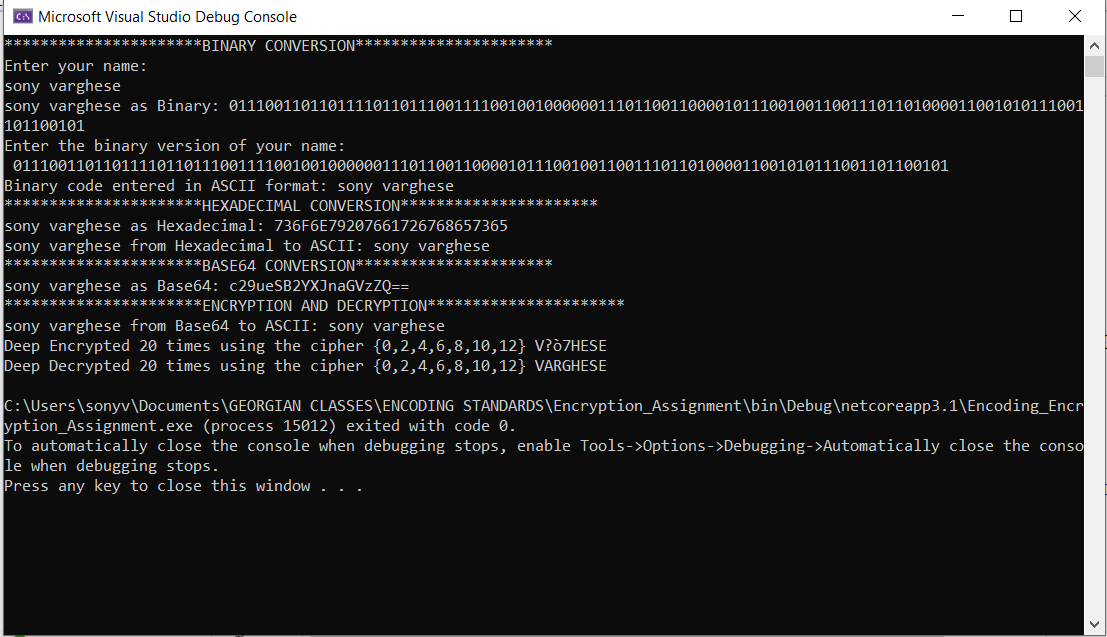 Microsoft Visual Studio Debug Console
**********************BINARY CONVERSION**********************
Enter your name:
sony varghese
sony varghese as Binary: 01110011011011110110111001111001001000000111011001100001011100100110011101101000011001010111001
101100101
Enter the binary version of your name:
01110011011011110110111001111001001000000111011001100001011100100110011101101000011001010111001101100101
Binary code entered in ASCII format: sony varghese
**********************HEXADECIMAL CONVERSION**********************
sony varghese as Hexadecimal: 736F6E79207661726768657365
sony varghese from Hexadecimal to ASCII: sony varghese
**********************BASE64 CONVERSION**********************
sony varghese as Base64: c29ueSB2YXJnaGVzZQ==
**********************ENCRYPTION AND DECRYPTION**********************
sony varghese from Base64 to ASCII: sony varghese
Deep Encrypted 20 times using the cipher {0,2,4,6,8,10,12} V?ò7HESE
Deep Decrypted 20 times using the cipher {0,2,4,6,8,10,12} VARGHESE
C:\Users\sonyv\Documents\GEORGIAN CLASSES\ENCODING STANDARDS\Encryption_Assignment\bin\Debug\netcoreapp3.1\Encoding_Encr
yption_Assignment.exe (process 15012) exited with code 0.
To automatically close the console when debugging stops, enable Tools->Options->Debugging->Automatically close the conso
le when debugging stops.
Press any key to close this window . . .